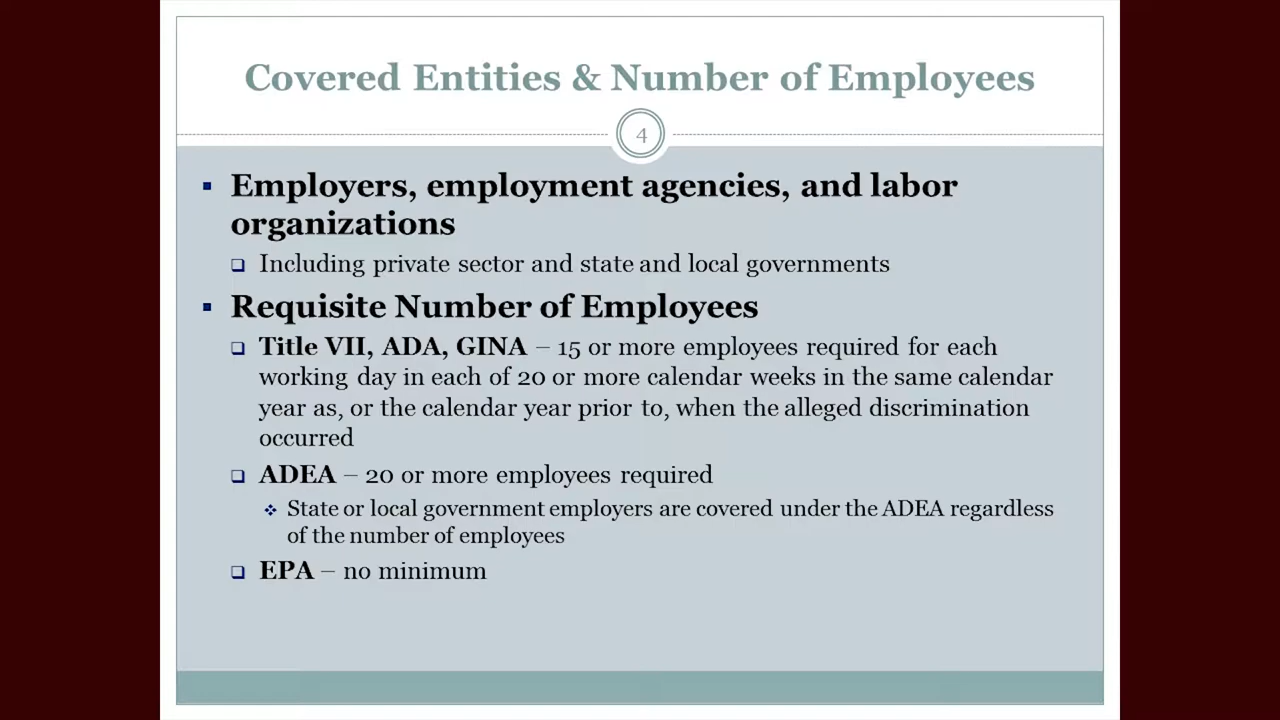 Covered Entities & Number of Employees
4
▪ Employers, employment agencies, and labor
organizations
❑ Including private sector and state and local governments
▪ Requisite Number of Employees
❑ Title VII, ADA, GINA – 15 or more employees required for each
working day in each of 20 or more calendar weeks in the same calendar
year as, or the calendar year prior to, when the alleged discrimination
occurred
❑ ADEA – 20 or more employees required
❖ State or local government employers are covered under the ADEA regardless
of the number of employees
❑ EPA – no minimum